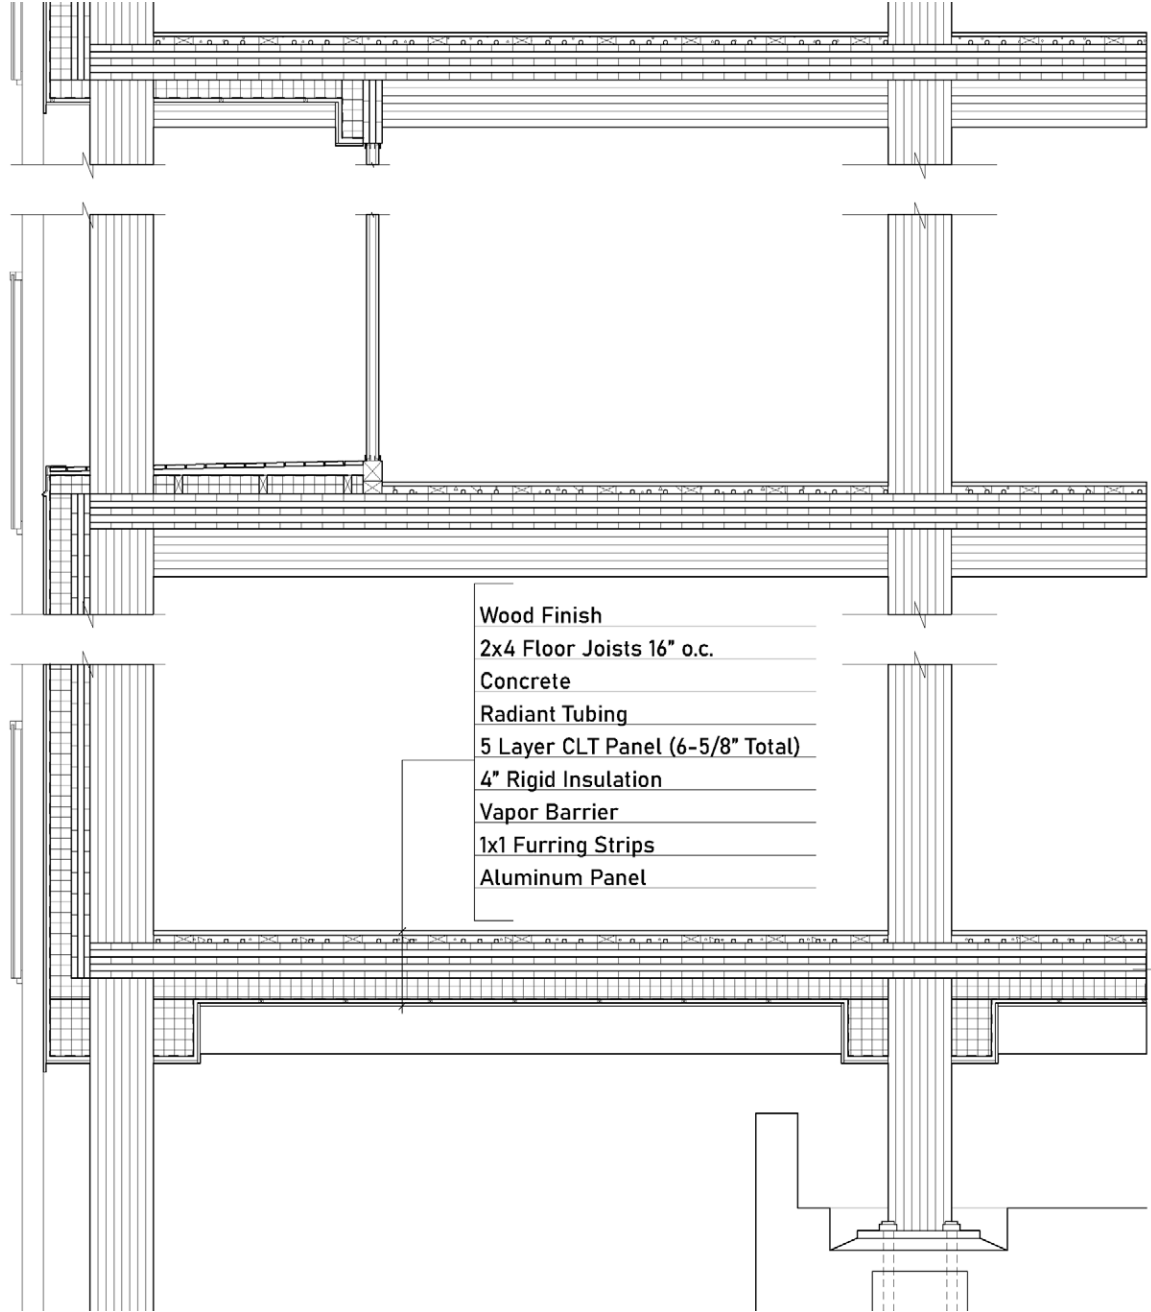 Wood Finish
2x4 Floor Joists 16" o.c.
Concrete
Radiant Tubing
5 Layer CLT Panel (6-5/8" Total)
4" Rigid Insulation
Vapor Barrier
1x1 Furring Strips
Aluminum Panel